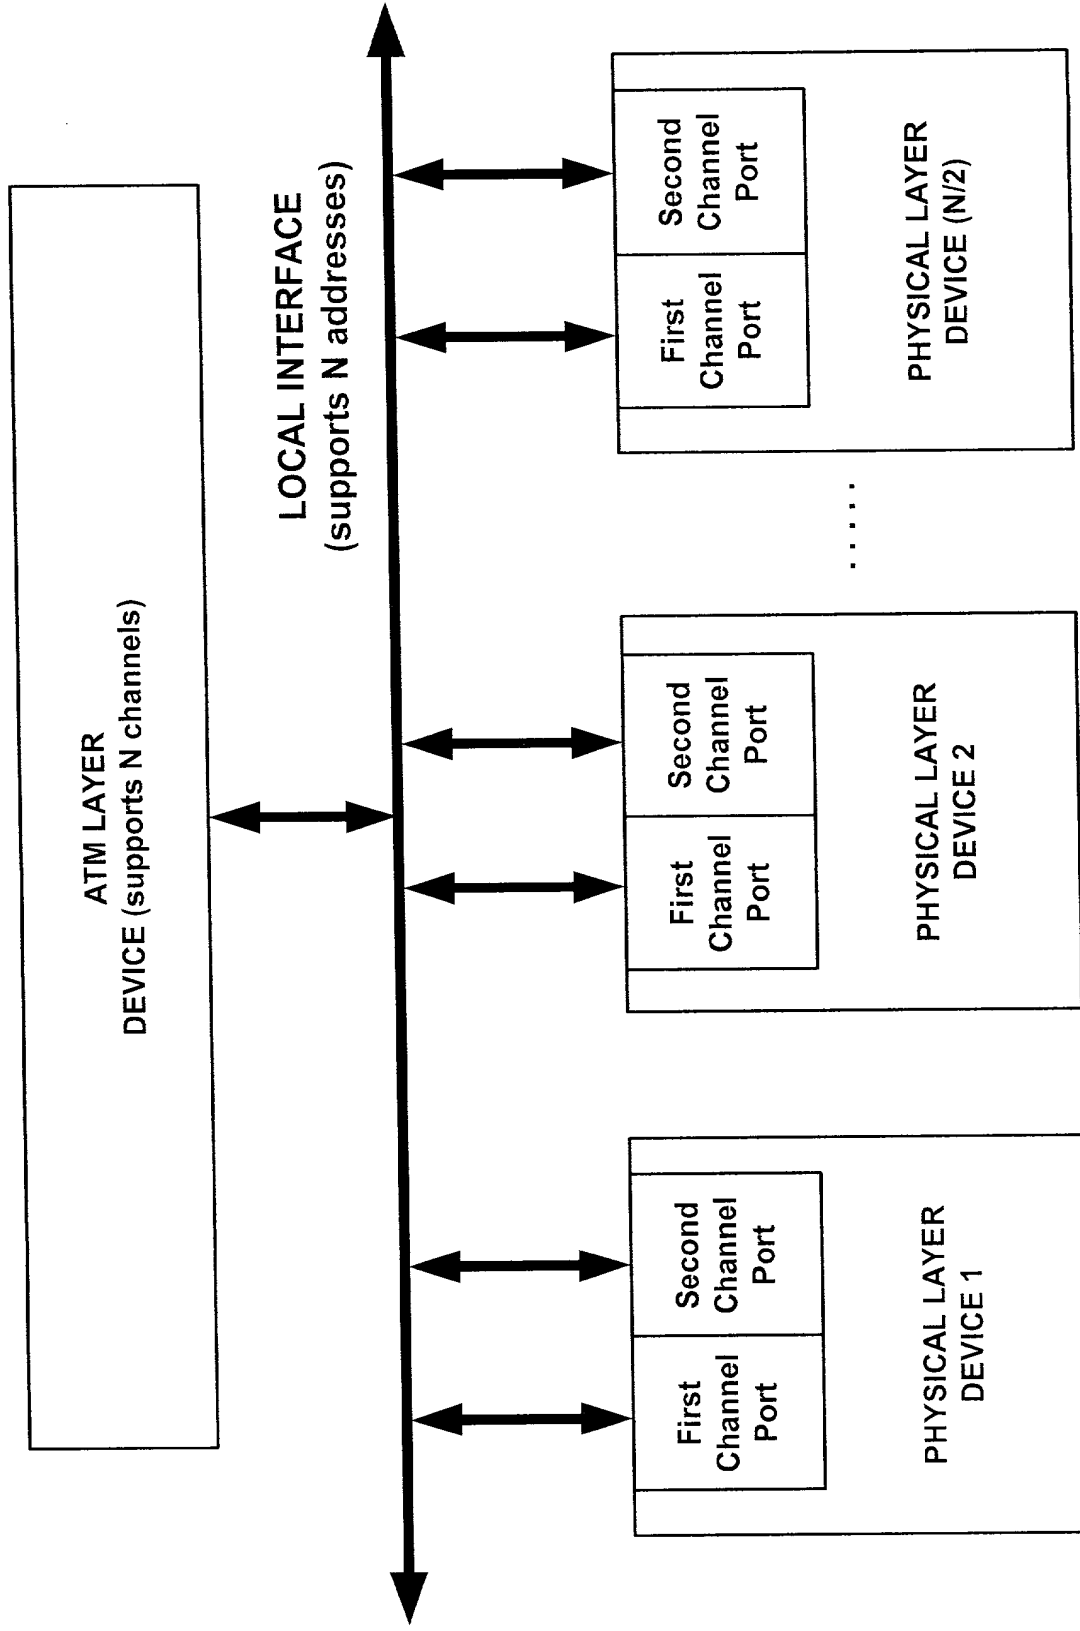 ATM LAYER
DEVICE (supports N channels)
LOCAL INTERFACE
(supports N addresses)
First
Channel
Port
Second
Channel
Port
PHYSICAL LAYER
DEVICE 1
First
Channel
Port
Second
Channel
Port
PHYSICAL LAYER
DEVICE 2
. . . . .
First
Channel
Port
Second
Channel
Port
PHYSICAL LAYER
DEVICE (N/2)